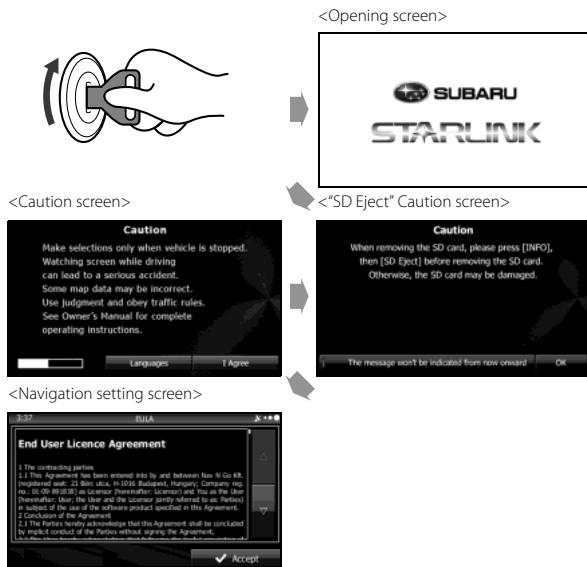 <Opening screen>
SUBARU
STARLINK
<Caution screen>
Caution
Make selections only when vehicle is stopped.
Watching screen while driving
can lead to a serious accident.
Some map data may be incorrect.
Use judgment and obey traffic rules.
See Owner's Manual for complete
operating instructions.
Languages
I Agree
<"SD Eject" Caution screen>
Caution
When removing the SD card, please press [INFO],
then [SD Eject] before removing the SD card.
Otherwise, the SD card may be damaged.
The message won't be indicated from now onward
OK
<Navigation setting screen>
3:37
EULA
End User Licence Agreement
1 The contracting parties
1.1 This Agreement has been entered into by and between Nav N Go Kft.
(registered seat: 23 Bérc utca, H-1016 Budapest, Hungary; Company reg.
no.: 01-09-891838) as Licensor (hereinafter: Licensor) and You as the User
(hereinafter: User; the User and the Licensor jointly referred to as: Parties)
in subject of the use of the software product specified in this Agreement.
2 Conclusion of the Agreement
2.1 The Parties hereby acknowledge that this Agreement shall be concluded
by implicit conduct of the Parties without signing the Agreement.
Accept